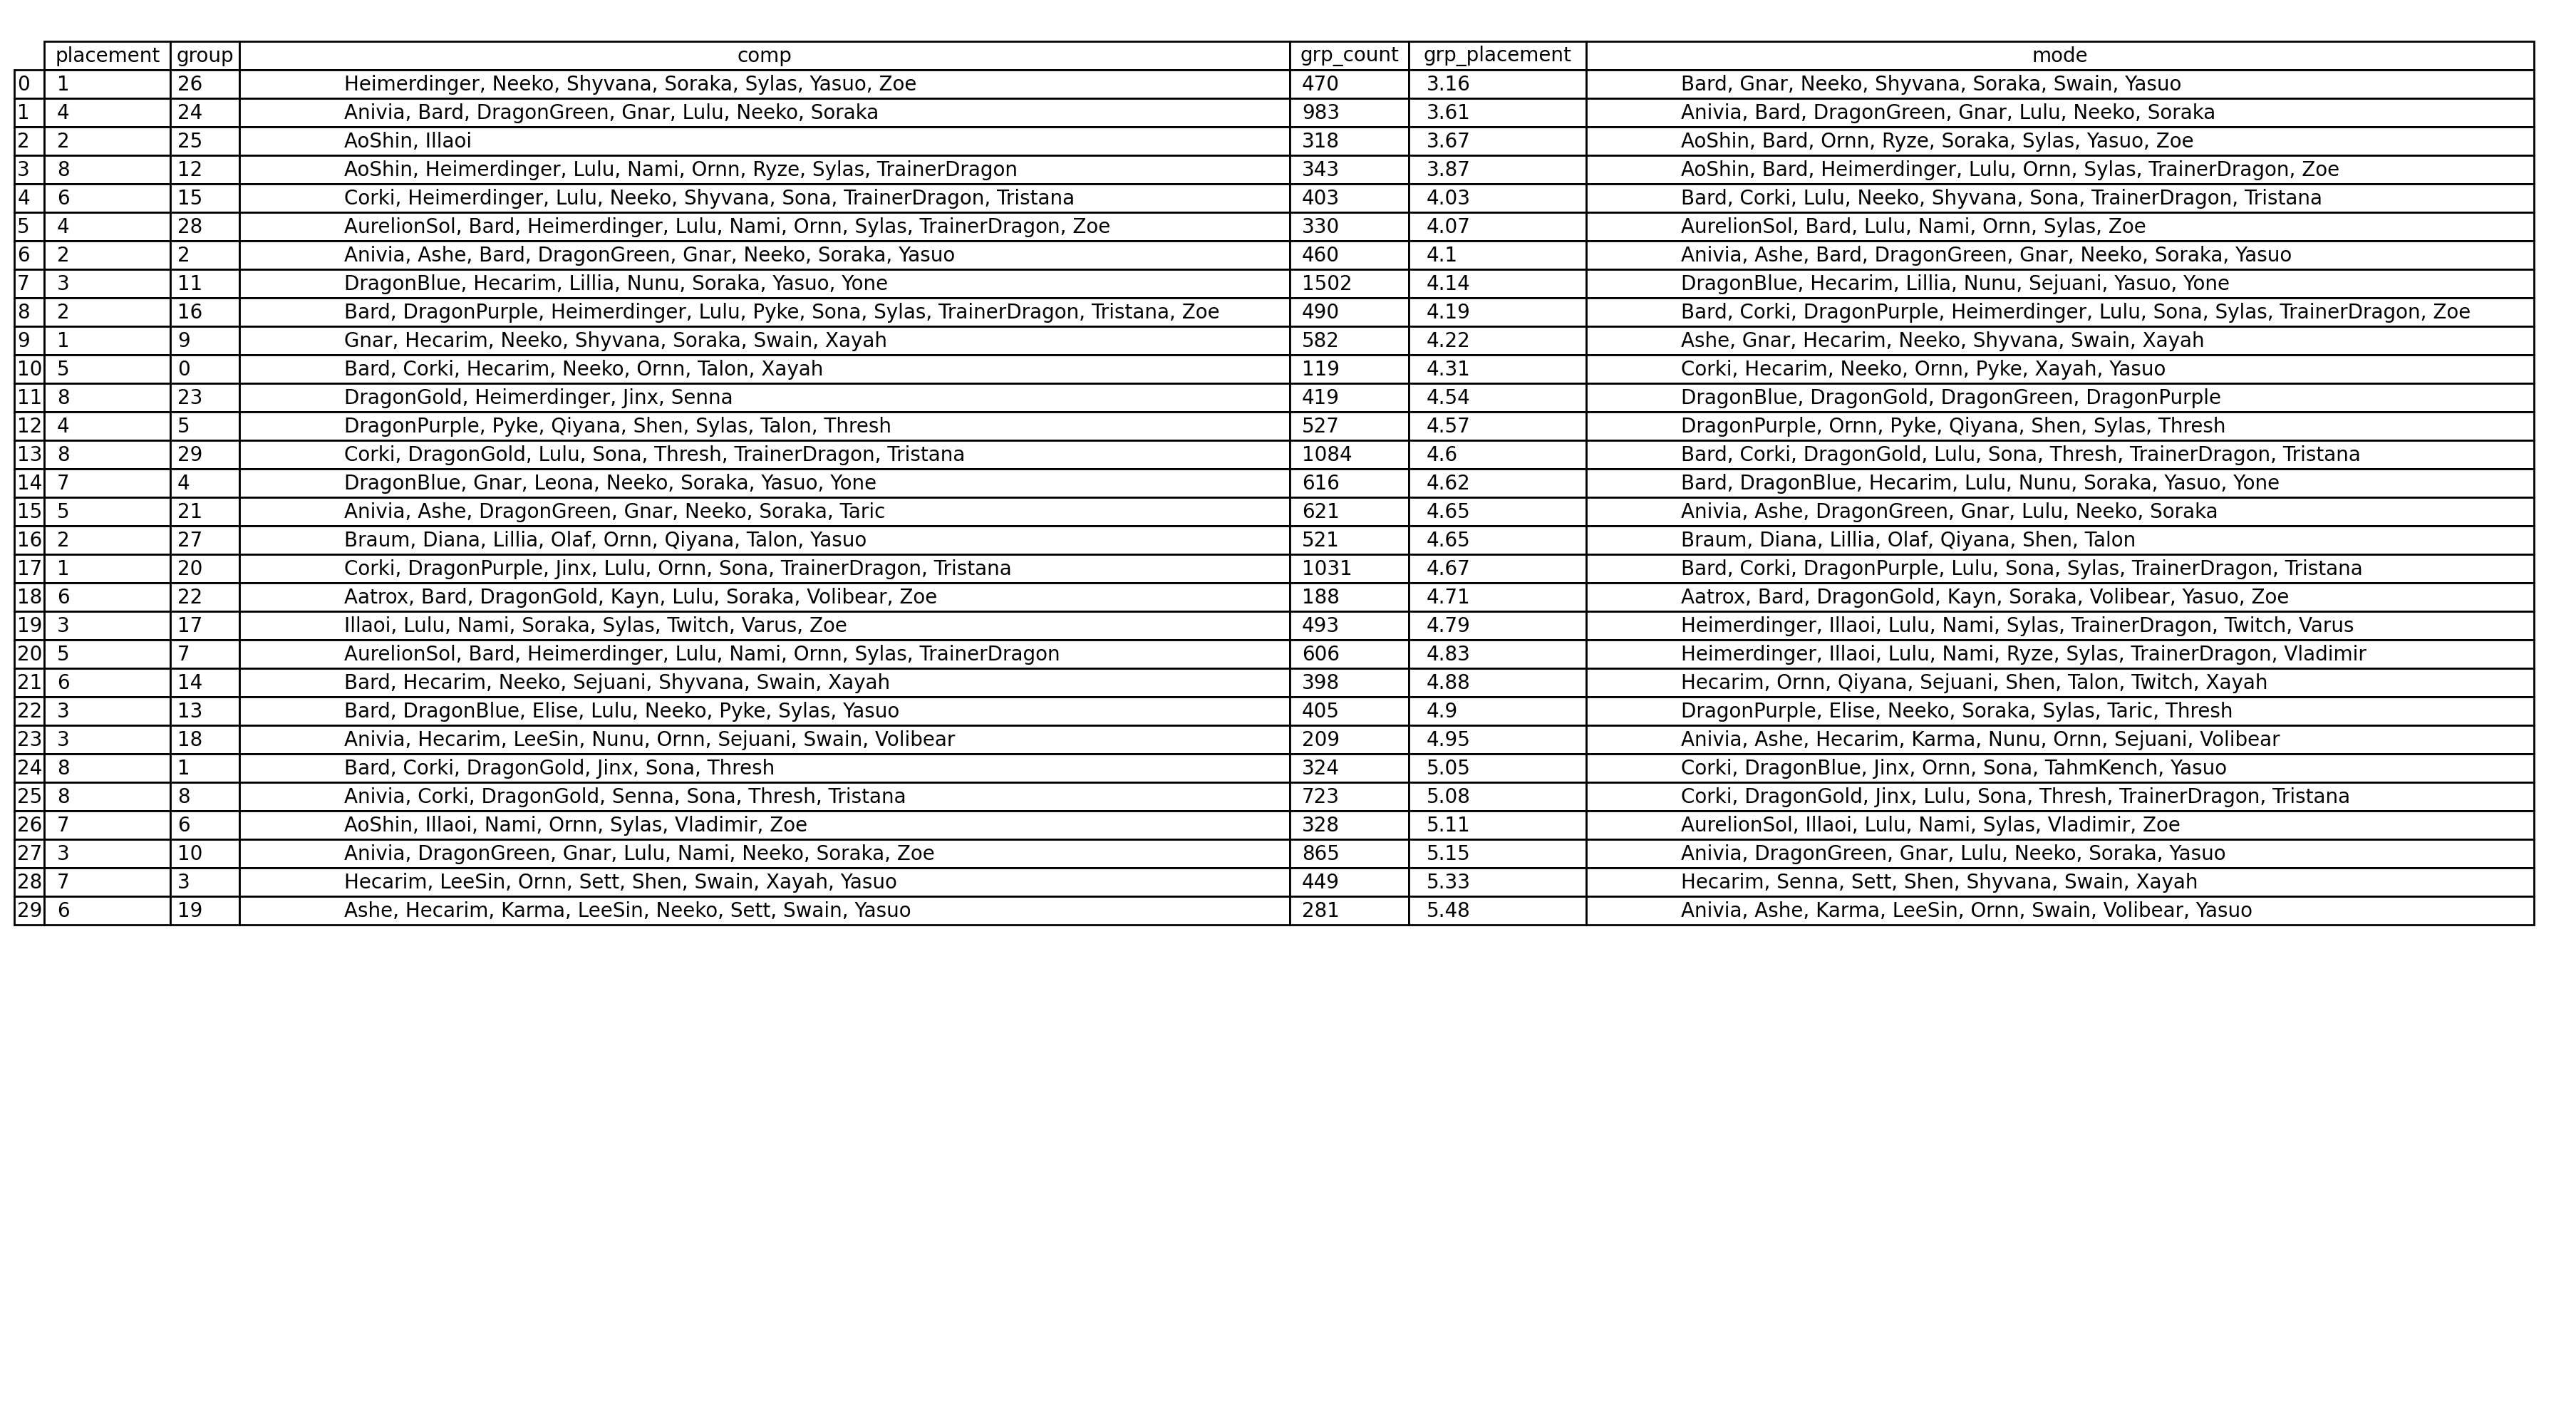 placement group comp grp_count grp_placement mode
0 1 26 Heimerdinger, Neeko, Shyvana, Soraka, Sylas, Yasuo, Zoe 470 3.16 Bard, Gnar, Neeko, Shyvana, Soraka, Swain, Yasuo
1 4 24 Anivia, Bard, DragonGreen, Gnar, Lulu, Neeko, Soraka 983 3.61 Anivia, Bard, DragonGreen, Gnar, Lulu, Neeko, Soraka
2 2 25 AoShin, Illaoi 318 3.67 AoShin, Bard, Ornn, Ryze, Soraka, Sylas, Yasuo, Zoe
3 8 12 AoShin, Heimerdinger, Lulu, Nami, Ornn, Ryze, Sylas, TrainerDragon 343 3.87 AoShin, Bard, Heimerdinger, Lulu, Ornn, Sylas, TrainerDragon, Zoe
4 6 15 Corki, Heimerdinger, Lulu, Neeko, Shyvana, Sona, TrainerDragon, Tristana 403 4.03 Bard, Corki, Lulu, Neeko, Shyvana, Sona, TrainerDragon, Tristana
5 4 28 AurelionSol, Bard, Heimerdinger, Lulu, Nami, Ornn, Sylas, TrainerDragon, Zoe 330 4.07 AurelionSol, Bard, Lulu, Nami, Ornn, Sylas, Zoe
6 2 2 Anivia, Ashe, Bard, DragonGreen, Gnar, Neeko, Soraka, Yasuo 460 4.1 Anivia, Ashe, Bard, DragonGreen, Gnar, Neeko, Soraka, Yasuo
7 3 11 DragonBlue, Hecarim, Lillia, Nunu, Soraka, Yasuo, Yone 1502 4.14 DragonBlue, Hecarim, Lillia, Nunu, Sejuani, Yasuo, Yone
8 2 16 Bard, DragonPurple, Heimerdinger, Lulu, Pyke, Sona, Sylas, TrainerDragon, Tristana, Zoe 490 4.19 Bard, Corki, DragonPurple, Heimerdinger, Lulu, Sona, Sylas, TrainerDragon, Zoe
9 1 9 Gnar, Hecarim, Neeko, Shyvana, Soraka, Swain, Xayah 582 4.22 Ashe, Gnar, Hecarim, Neeko, Shyvana, Swain, Xayah
10 5 0 Bard, Corki, Hecarim, Neeko, Ornn, Talon, Xayah 119 4.31 Corki, Hecarim, Neeko, Ornn, Pyke, Xayah, Yasuo
11 8 23 DragonGold, Heimerdinger, Jinx, Senna 419 4.54 DragonBlue, DragonGold, DragonGreen, DragonPurple
12 4 5 DragonPurple, Pyke, Qiyana, Shen, Sylas, Talon, Thresh 527 4.57 DragonPurple, Ornn, Pyke, Qiyana, Shen, Sylas, Thresh
13 8 29 Corki, DragonGold, Lulu, Sona, Thresh, TrainerDragon, Tristana 1084 4.6 Bard, Corki, DragonGold, Lulu, Sona, Thresh, TrainerDragon, Tristana
14 7 4 DragonBlue, Gnar, Leona, Neeko, Soraka, Yasuo, Yone 616 4.62 Bard, DragonBlue, Hecarim, Lulu, Nunu, Soraka, Yasuo, Yone
15 5 21 Anivia, Ashe, DragonGreen, Gnar, Neeko, Soraka, Taric 621 4.65 Anivia, Ashe, DragonGreen, Gnar, Lulu, Neeko, Soraka
16 2 27 Braum, Diana, Lillia, Olaf, Ornn, Qiyana, Talon, Yasuo 521 4.65 Braum, Diana, Lillia, Olaf, Qiyana, Shen, Talon
17 1 20 Corki, DragonPurple, Jinx, Lulu, Ornn, Sona, TrainerDragon, Tristana 1031 4.67 Bard, Corki, DragonPurple, Lulu, Sona, Sylas, TrainerDragon, Tristana
18 6 22 Aatrox, Bard, DragonGold, Kayn, Lulu, Soraka, Volibear, Zoe 188 4.71 Aatrox, Bard, DragonGold, Kayn, Soraka, Volibear, Yasuo, Zoe
19 3 17 Illaoi, Lulu, Nami, Soraka, Sylas, Twitch, Varus, Zoe 493 4.79 Heimerdinger, Illaoi, Lulu, Nami, Sylas, TrainerDragon, Twitch, Varus
20 5 7 AurelionSol, Bard, Heimerdinger, Lulu, Nami, Ornn, Sylas, TrainerDragon 606 4.83 Heimerdinger, Illaoi, Lulu, Nami, Ryze, Sylas, TrainerDragon, Vladimir
21 6 14 Bard, Hecarim, Neeko, Sejuani, Shyvana, Swain, Xayah 398 4.88 Hecarim, Ornn, Qiyana, Sejuani, Shen, Talon, Twitch, Xayah
22 3 13 Bard, DragonBlue, Elise, Lulu, Neeko, Pyke, Sylas, Yasuo 405 4.9 DragonPurple, Elise, Neeko, Soraka, Sylas, Taric, Thresh
23 3 18 Anivia, Hecarim, LeeSin, Nunu, Ornn, Sejuani, Swain, Volibear 209 4.95 Anivia, Ashe, Hecarim, Karma, Nunu, Ornn, Sejuani, Volibear
24 8 1 Bard, Corki, DragonGold, Jinx, Sona, Thresh 324 5.05 Corki, DragonBlue, Jinx, Ornn, Sona, TahmKench, Yasuo
25 8 8 Anivia, Corki, DragonGold, Senna, Sona, Thresh, Tristana 723 5.08 Corki, DragonGold, Jinx, Lulu, Sona, Thresh, TrainerDragon, Tristana
26 7 6 AoShin, Illaoi, Nami, Ornn, Sylas, Vladimir, Zoe 328 5.11 AurelionSol, Illaoi, Lulu, Nami, Sylas, Vladimir, Zoe
27 3 10 Anivia, DragonGreen, Gnar, Lulu, Nami, Neeko, Soraka, Zoe 865 5.15 Anivia, DragonGreen, Gnar, Lulu, Neeko, Soraka, Yasuo
28 7 3 Hecarim, LeeSin, Ornn, Sett, Shen, Swain, Xayah, Yasuo 449 5.33 Hecarim, Senna, Sett, Shen, Shyvana, Swain, Xayah
29 6 19 Ashe, Hecarim, Karma, LeeSin, Neeko, Sett, Swain, Yasuo 281 5.48 Anivia, Ashe, Karma, LeeSin, Ornn, Swain, Volibear, Yasuo